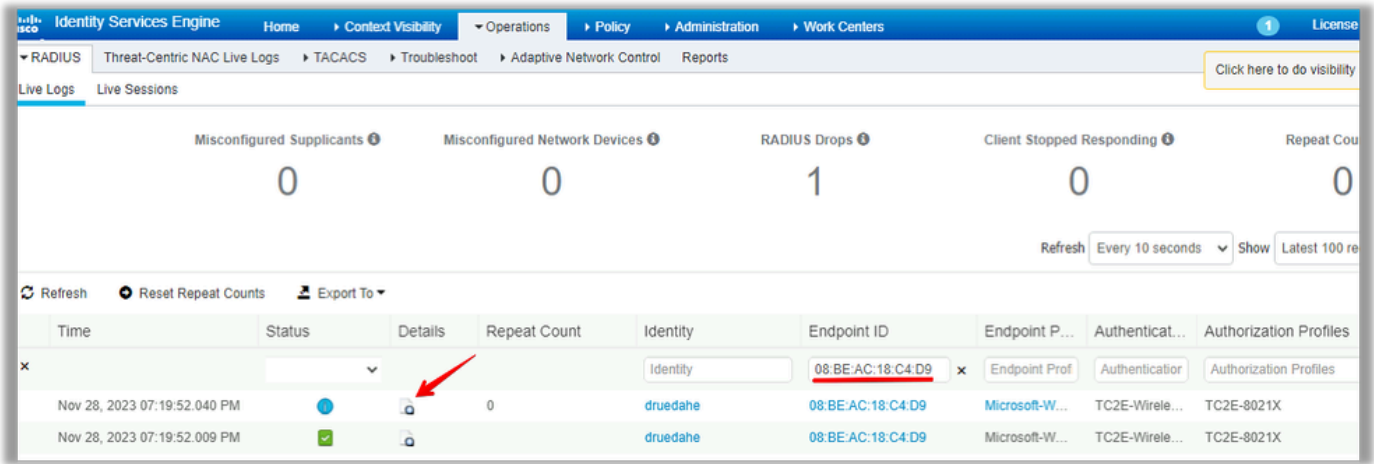 Identity Services Engine Home Context Visibility Operations Policy Administration Work Centers 1 License
RADIUS Threat-Centric NAC Live Logs TACACS Troubleshoot Adaptive Network Control Reports
Click here to do visibility
Live Logs Live Sessions
Misconfigured Supplicants Misconfigured Network Devices RADIUS Drops Client Stopped Responding Repeat Cou
0 0 1 0 0
Refresh Every 10 seconds Show Latest 100 re
Refresh Reset Repeat Counts Export To
Time Status Details Repeat Count Identity Endpoint ID Endpoint P... Authenticat... Authorization Profiles
Identity 08:BE:AC:18:C4:D9 Endpoint Prof Authentication Authorization Profiles
Nov 28, 2023 07:19:52.040 PM 0 druedahe 08:BE:AC:18:C4:D9 Microsoft-W... TC2E-Wirele... TC2E-8021X
Nov 28, 2023 07:19:52.009 PM druedahe 08:BE:AC:18:C4:D9 Microsoft-W... TC2E-Wirele... TC2E-8021X